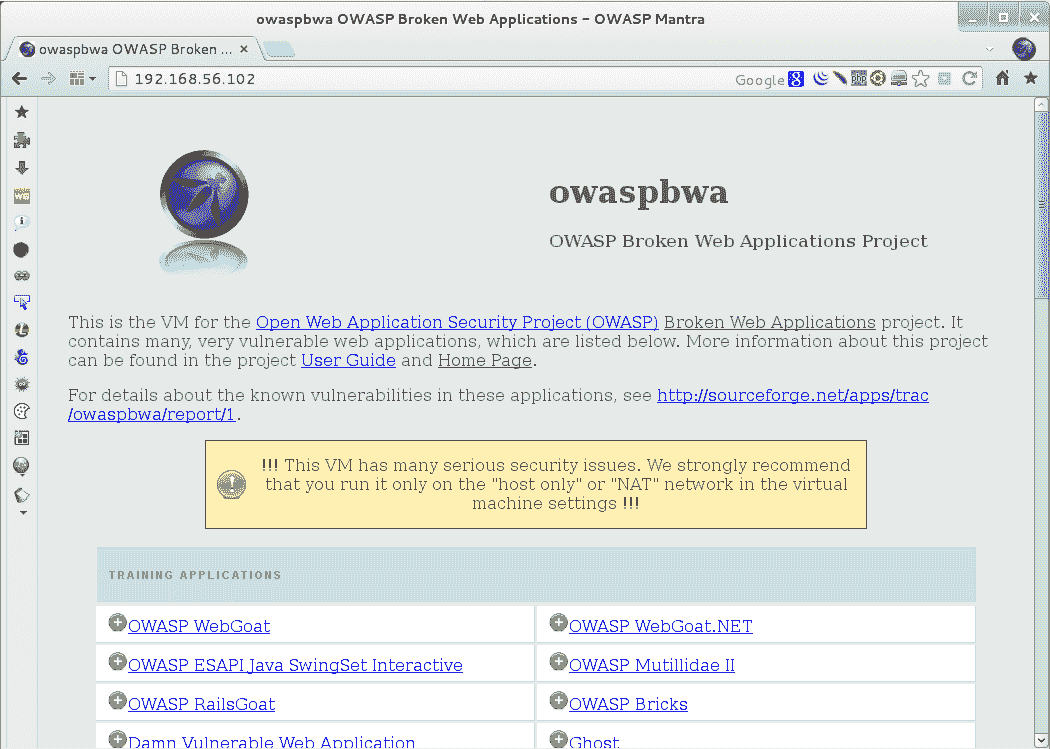 owaspbwa OWASP Broken Web Applications - OWASP Mantra
owaspbwa OWASP Broken ...
192.168.56.102
Google
owaspbwa
OWASP Broken Web Applications Project
This is the VM for the Open Web Application Security Project (OWASP) Broken Web Applications project. It
contains many, very vulnerable web applications, which are listed below. More information about this project
can be found in the project User Guide and Home Page.
For details about the known vulnerabilities in these applications, see http://sourceforge.net/apps/trac
/owaspbwa/report/1.
!!! This VM has many serious security issues. We strongly recommend
that you run it only on the "host only" or "NAT" network in the virtual
machine settings !!!
TRAINING APPLICATIONS
OWASP WebGoat
OWASP WebGoat.NET
OWASP ESAPI Java SwingSet Interactive
OWASP Mutillidae II
OWASP RailsGoat
OWASP Bricks
Damn Vulnerable Web Application
Ghost